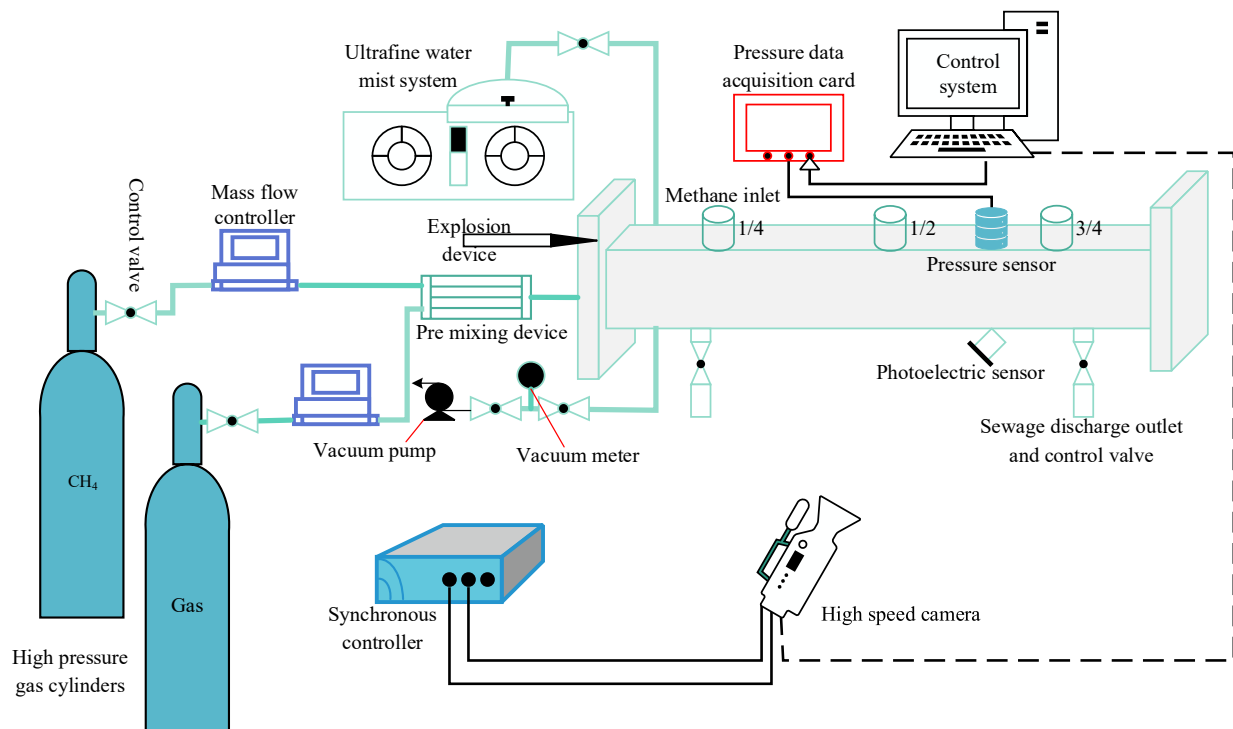 Ultrafine water
mist system
Pressure data
acquisition card
Control
system
Control valve
Mass flow
controller
Methane inlet
Explosion
device
1/4
1/2
3/4
Pressure sensor
Pre mixing device
Photoelectric sensor
Vacuum pump
Vacuum meter
Sewage discharge outlet
and control valve
CH₄
Gas
High pressure
gas cylinders
Synchronous
controller
High speed camera